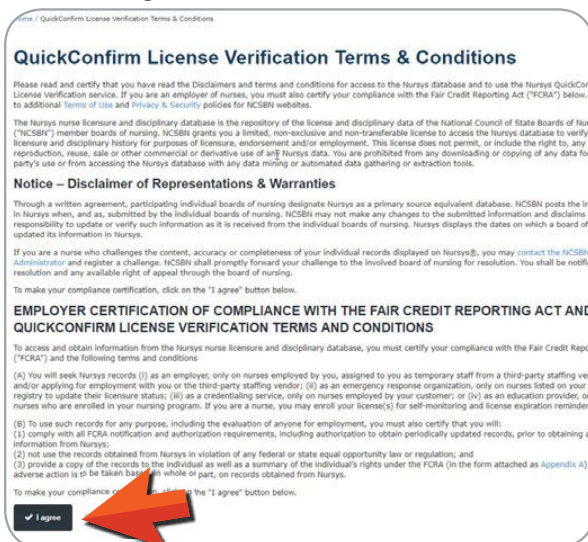 Home / QuickConfirm License Verification Terms & Conditions
QuickConfirm License Verification Terms & Conditions
Please read and certify that you have read the Disclaimers and terms and conditions for access to the Nursys database and to use the Nursys QuickCon
License Verification service. If you are an employer of nurses, you must also certify your compliance with the Fair Credit Reporting Act ("FCRA") below.
to additional Terms of Use and Privacy & Security policies for NCSBN websites.
The Nursys nurse licensure and disciplinary database is the repository of the license and disciplinary data of the National Council of State Boards of Nur
("NCSBN") member boards of nursing. NCSBN grants you a limited, non-exclusive and non-transferable license to access the Nursys database to verify
licensure and disciplinary history for purposes of licensure, endorsement and/or employment. This license does not permit, or include the right to, any
reproduction, reuse, sale or other commercial or derivative use of any Nursys data. You are prohibited from any downloading or copying of any data fo
party's use or from accessing the Nursys database with any data mining or automated data gathering or extraction tools.
Notice – Disclaimer of Representations & Warranties
Through a written agreement, participating individual boards of nursing designate Nursys as a primary source equivalent database. NCSBN posts the in
in Nursys when, and as, submitted by the individual boards of nursing. NCSBN may not make any changes to the submitted information and disclaims
responsibility to update or verify such information as it is received from the individual boards of nursing. Nursys displays the dates on which a board of
updated its information in Nursys.
If you are a nurse who challenges the content, accuracy or completeness of your individual records displayed on Nursys®, you may contact the NCSBN
Administrator and register a challenge. NCSBN shall promptly forward your challenge to the involved board of nursing for resolution. You shall be notifi
resolution and any available right of appeal through the board of nursing.
To make your compliance certification, click on the "I agree" button below.
EMPLOYER CERTIFICATION OF COMPLIANCE WITH THE FAIR CREDIT REPORTING ACT AND
QUICKCONFIRM LICENSE VERIFICATION TERMS AND CONDITIONS
To access and obtain information from the Nursys nurse licensure and disciplinary database, you must certify your compliance with the Fair Credit Repo
("FCRA") and the following terms and conditions
(A) You will seek Nursys records (i) as an employer, only on nurses employed by you, assigned to you as temporary staff from a third-party staffing ve
and/or applying for employment with you or the third-party staffing vendor; (ii) as an emergency response organization, only on nurses listed on your
registry to update their licensure status; (iii) as a credentialing service, only on nurses employed by your customer; or (iv) as an education provider, o
nurses who are enrolled in your nursing program. If you are a nurse, you may enroll your license(s) for self-monitoring and license expiration reminde
(B) To use such records for any purpose, including the evaluation of anyone for employment, you must also certify that you will:
(1) comply with all FCRA notification and authorization requirements, including authorization to obtain periodically updated records, prior to obtaining a
information from Nursys;
(2) not use the records obtained from Nursys in violation of any federal or state equal opportunity law or regulation; and
(3) provide a copy of the records to the individual as well as a summary of the individual's rights under the FCRA (in the form attached as Appendix A)
adverse action is to be taken based in whole or part, on records obtained from Nursys.
To make your compliance click on the "I agree" button below.
✔ I agree